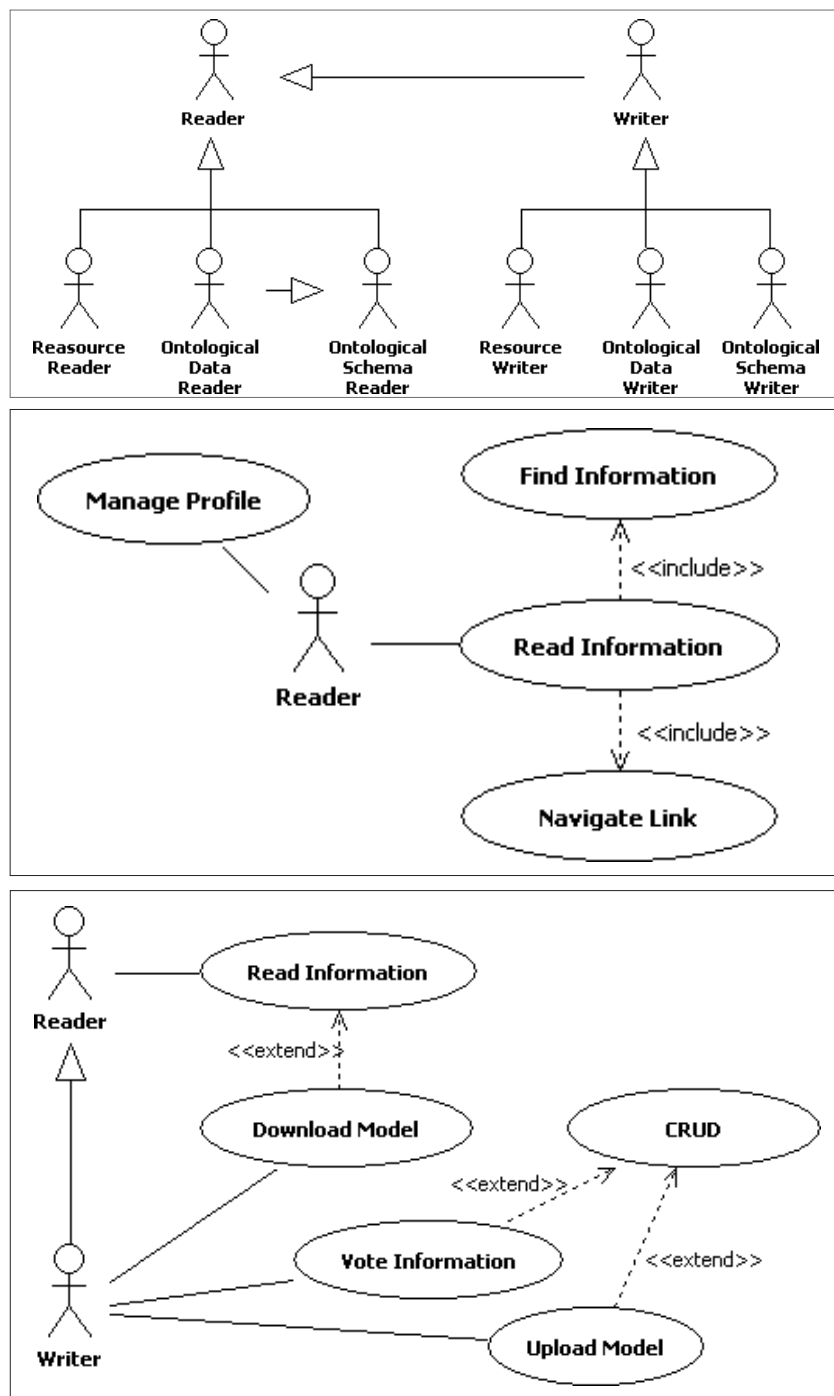 Reader
Writer
Reasource
Reader
Ontological
Data
Reader
Ontological
Schema
Reader
Resource
Writer
Ontological
Data
Writer
Ontological
Schema
Writer
Manage Profile
Find Information
<<include>>
Reader
Read Information
<<include>>
Navigate Link
Reader
Read Information
<<extend>>
Download Model
CRUD
<<extend>>
Vote Information
<<extend>>
Writer
Upload Model